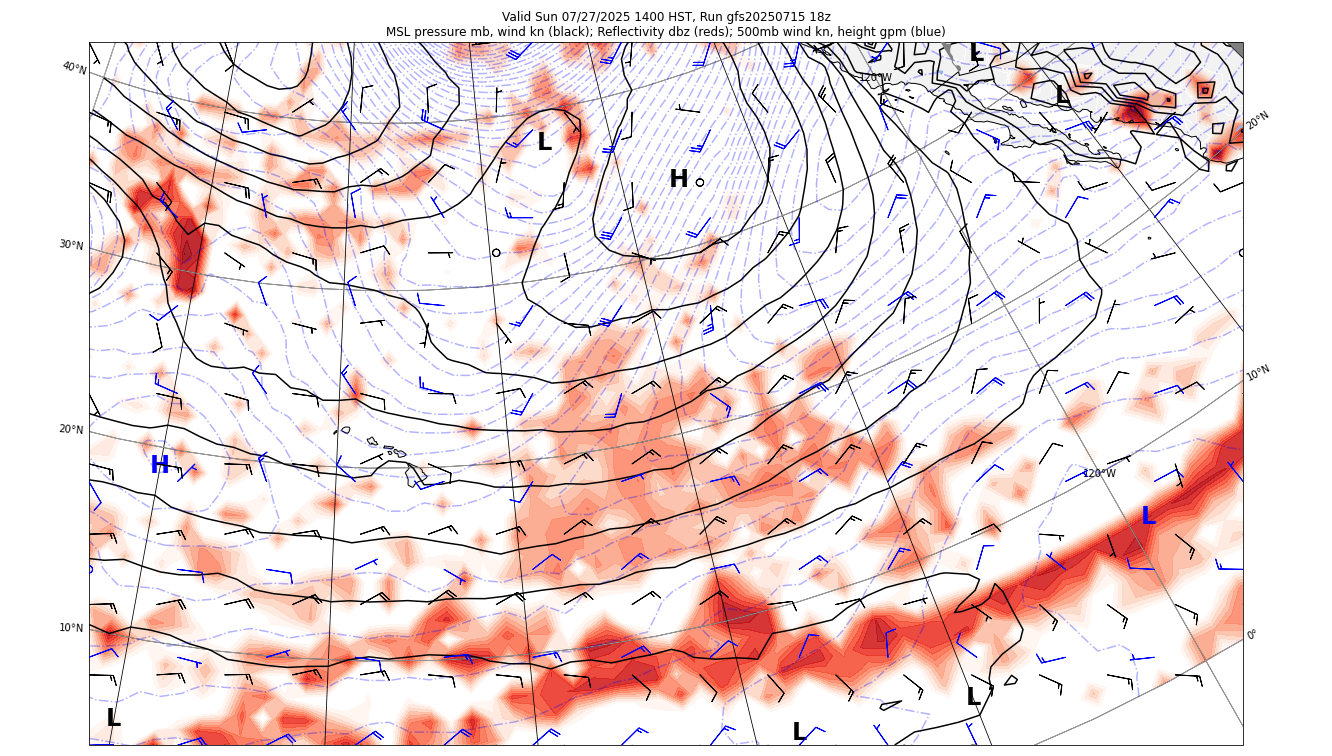 Valid Sun 07/27/2025 1400 HST, Run gfs20250715 18z
MSL pressure mb, wind kn (black); Reflectivity dbz (reds); 500mb wind kn, height gpm (blue)
L
40°N
120°W
L
20°N
L
H
30°N
10°N
20°N
H
120°W
L
10°N
0°
L
L
L